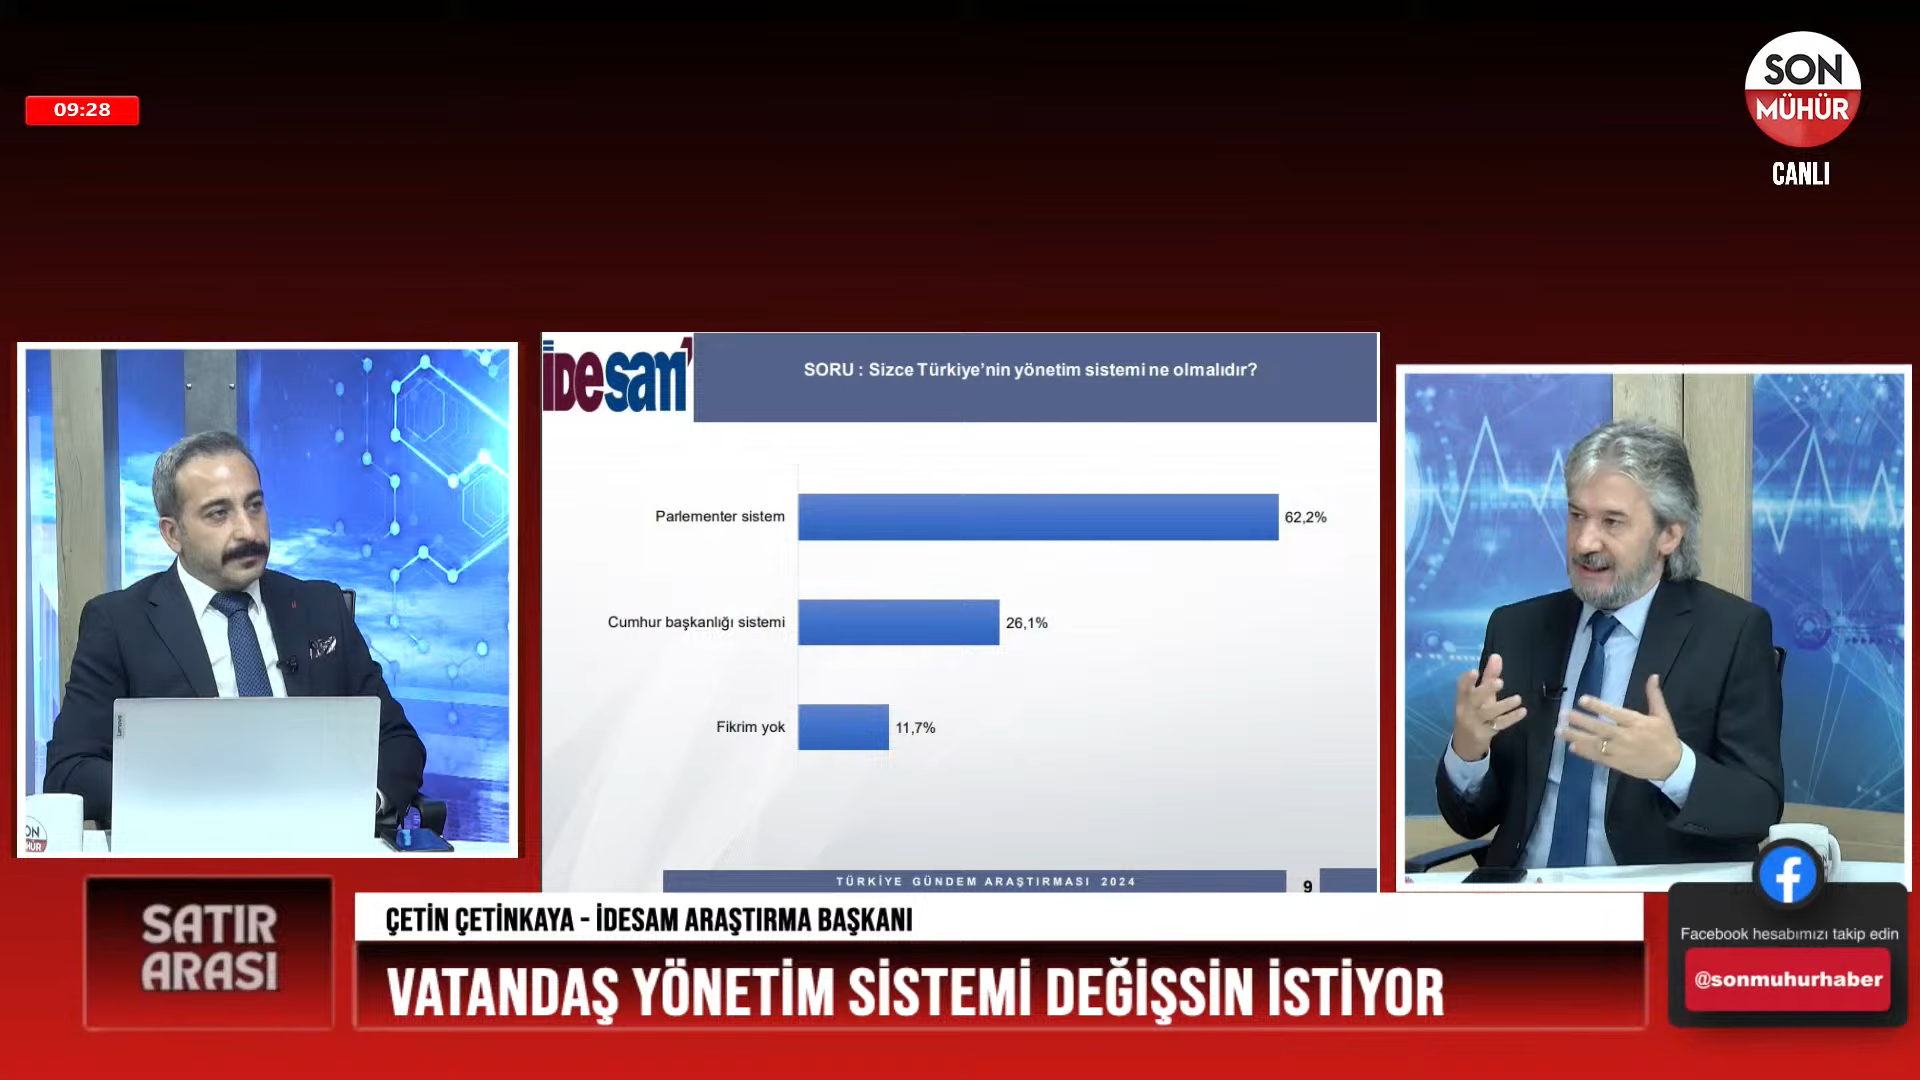 SON
MÜHÜR
CANLI
09:28
idesam
SORU : Sizce Türkiye'nin yönetim sistemi ne olmalıdır?
Parlementer sistem
62,2%
Cumhur başkanlığı sistemi
26,1%
Fikrim yok
11,7%
TÜRKİYE GÜNDEM ARAŞTIRMASI 2024
9
Lenovo
SATIR
ARASI
ÇETİN ÇETİNKAYA - İDESAM ARAŞTIRMA BAŞKANI
VATANDAŞ YÖNETİM SİSTEMİ DEĞİŞSİN İSTİYOR
Facebook hesabımızı takip edin
@sonmuhurhaber